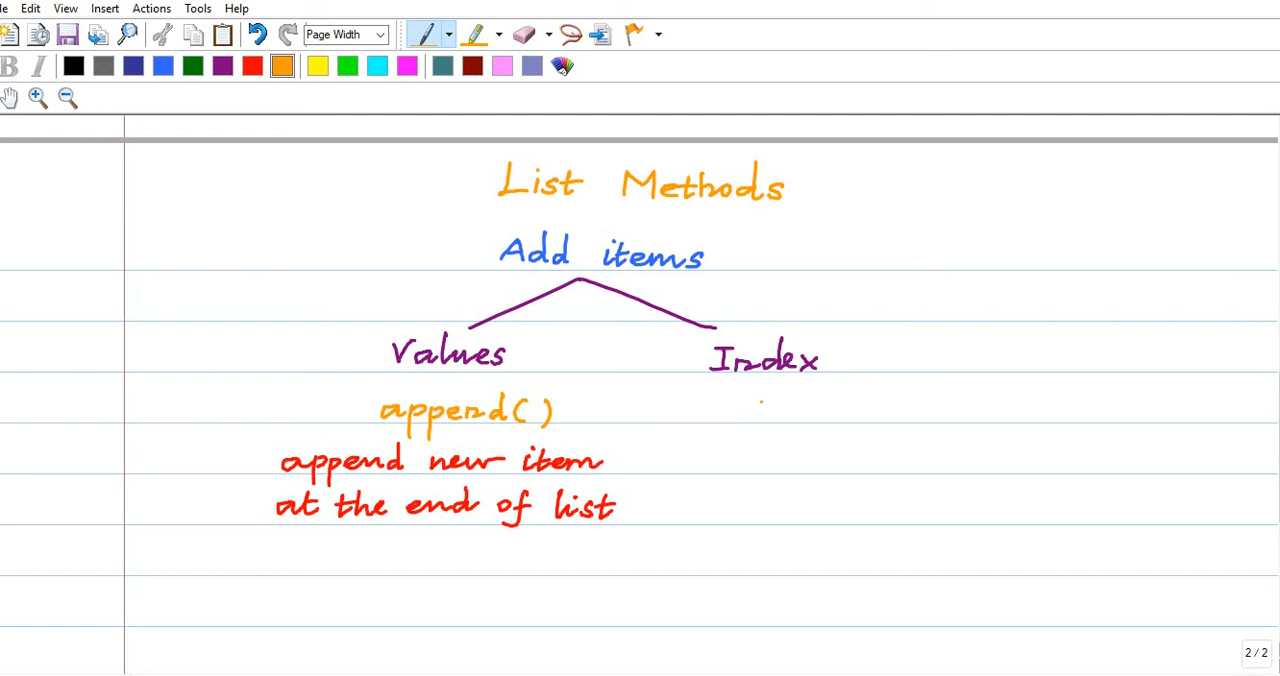 le Edit View Insert Actions Tools Help
Page Width
B I
List Methods
Add items
Values Index
append()
append new item
at the end of list
2 / 2